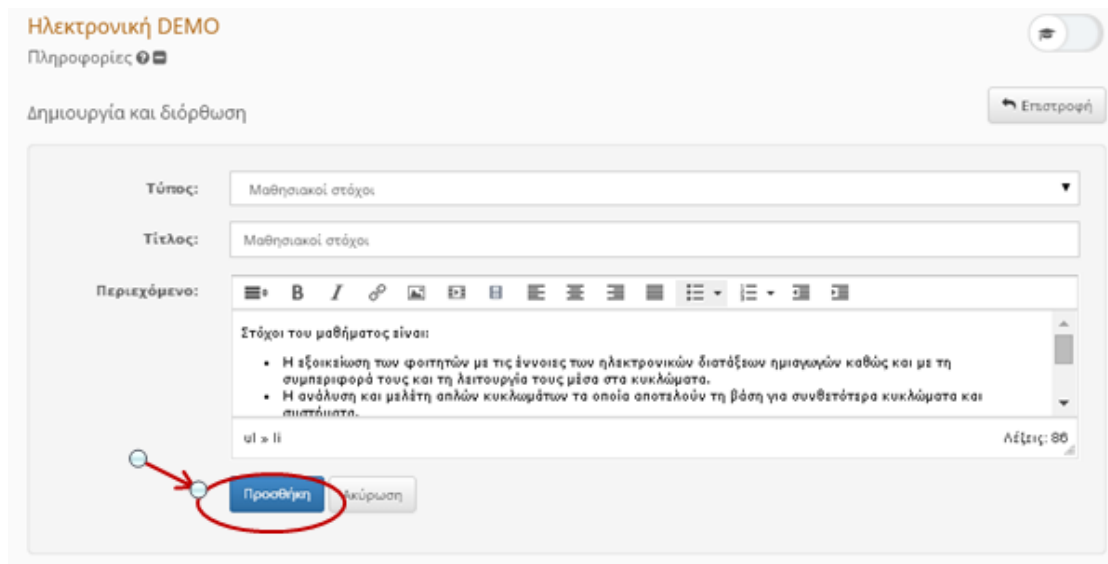 Ηλεκτρονική DEMO
Πληροφορίες
Δημιουργία και διόρθωση
Επιστροφή
Τύπος: Μαθησιακοί στόχοι
Τίτλος: Μαθησιακοί στόχοι
Περιεχόμενο: B I
Στόχοι του μαθήματος είναι:
• Η εξοικείωση των φοιτητών με τις έννοιες των ηλεκτρονικών διατάξεων ημιαγωγών καθώς και με τη
συμπεριφορά τους και τη λειτουργία τους μέσα στα κυκλώματα.
• Η ανάλυση και μελέτη απλών κυκλωμάτων τα οποία αποτελούν τη βάση για συνθετότερα κυκλώματα και
συστήματα.
ul » li Λέξεις: 86
Προσθήκη Ακύρωση